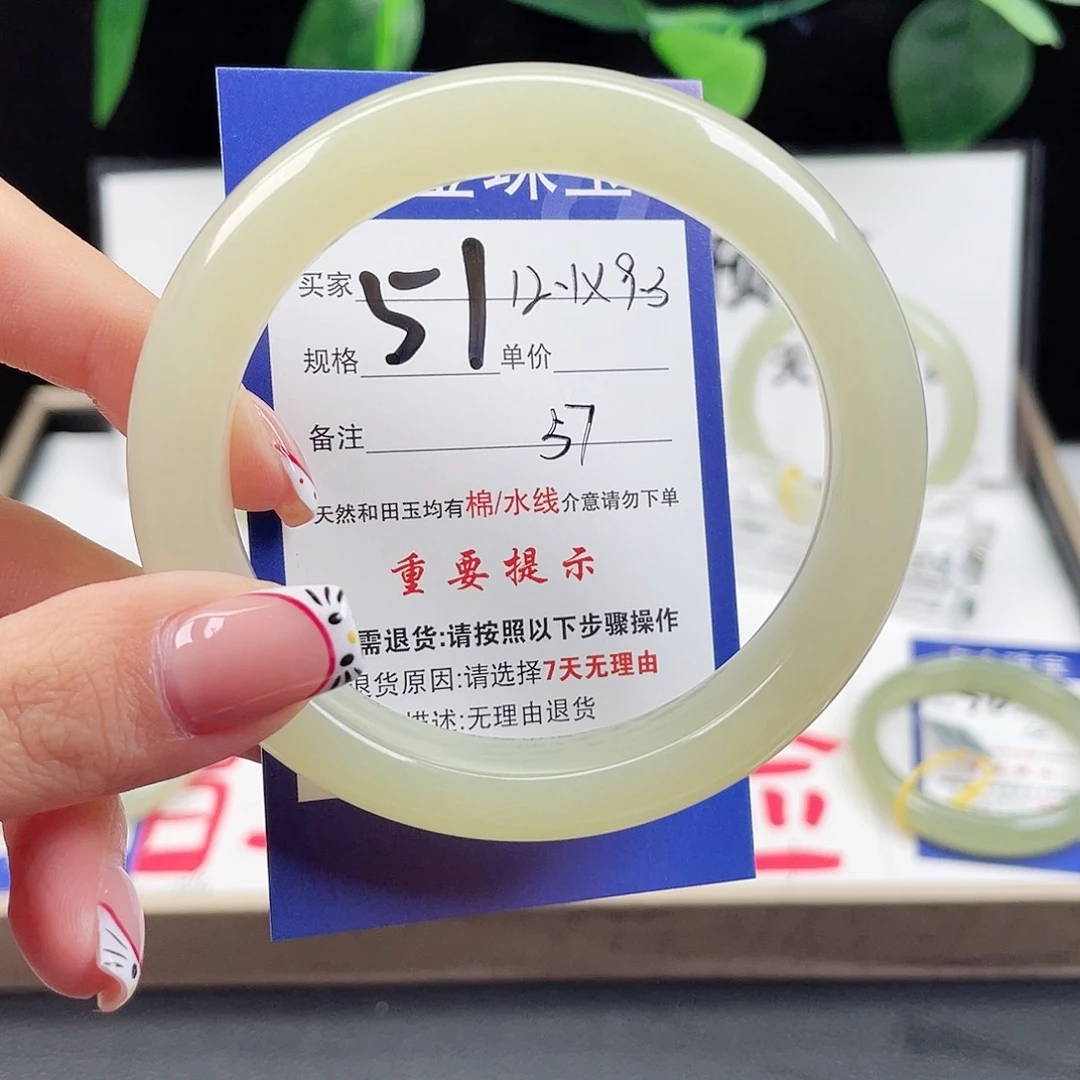 珠宝
买家 51 12.1X9.3
规格 单价
备注 57
天然和田玉均有棉/水线介意请勿下单
重要提示
需退货:请按照以下步骤操作
退货原因:请选择7天无理由
描述:无理由退货